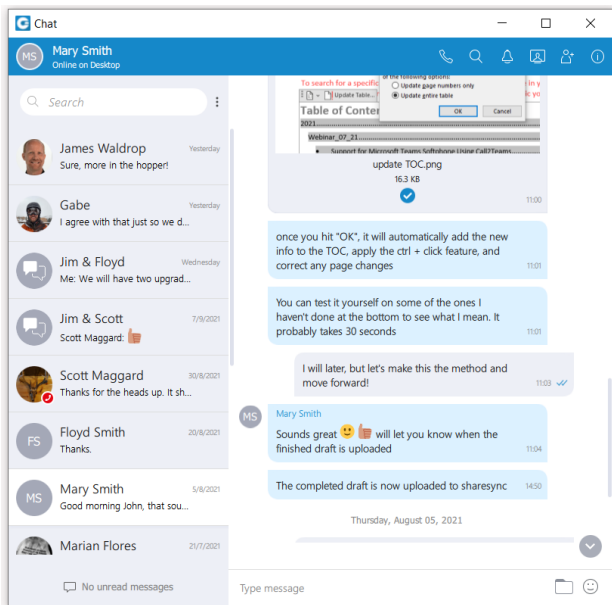 Chat
MS
Mary Smith
Online on Desktop
Search
James Waldrop
Yesterday
Sure, more in the hopper!
Gabe
Yesterday
I agree with that just so we d...
Jim & Floyd
Wednesday
Me: We will have two upgrad...
Jim & Scott
7/9/2021
Scott Maggard:
Scott Maggard
30/8/2021
Thanks for the heads up. It sh...
FS
Floyd Smith
20/8/2021
Thanks.
MS
Mary Smith
5/8/2021
Good morning John, that sou...
Marian Flores
21/7/2021
No unread messages
of the following options:
To search for a specific
Update page numbers only
Update Table...
Update entire table
OK
Cancel
Table of Conten
2021
Webinar_07_21
Support for Microsoft Teams Softphone Using Call2Teams
update TOC.png
16.3 KB
11:00
once you hit "OK", it will automatically add the new
info to the TOC, apply the ctrl + click feature, and
correct any page changes
11:01
You can test it yourself on some of the ones I
haven't done at the bottom to see what I mean. It
probably takes 30 seconds
11:01
I will later, but let's make this the method and
move forward!
11:03
MS
Mary Smith
Sounds great will let you know when the
finished draft is uploaded
11:04
The completed draft is now uploaded to sharesync
14:50
Thursday, August 05, 2021
Type message